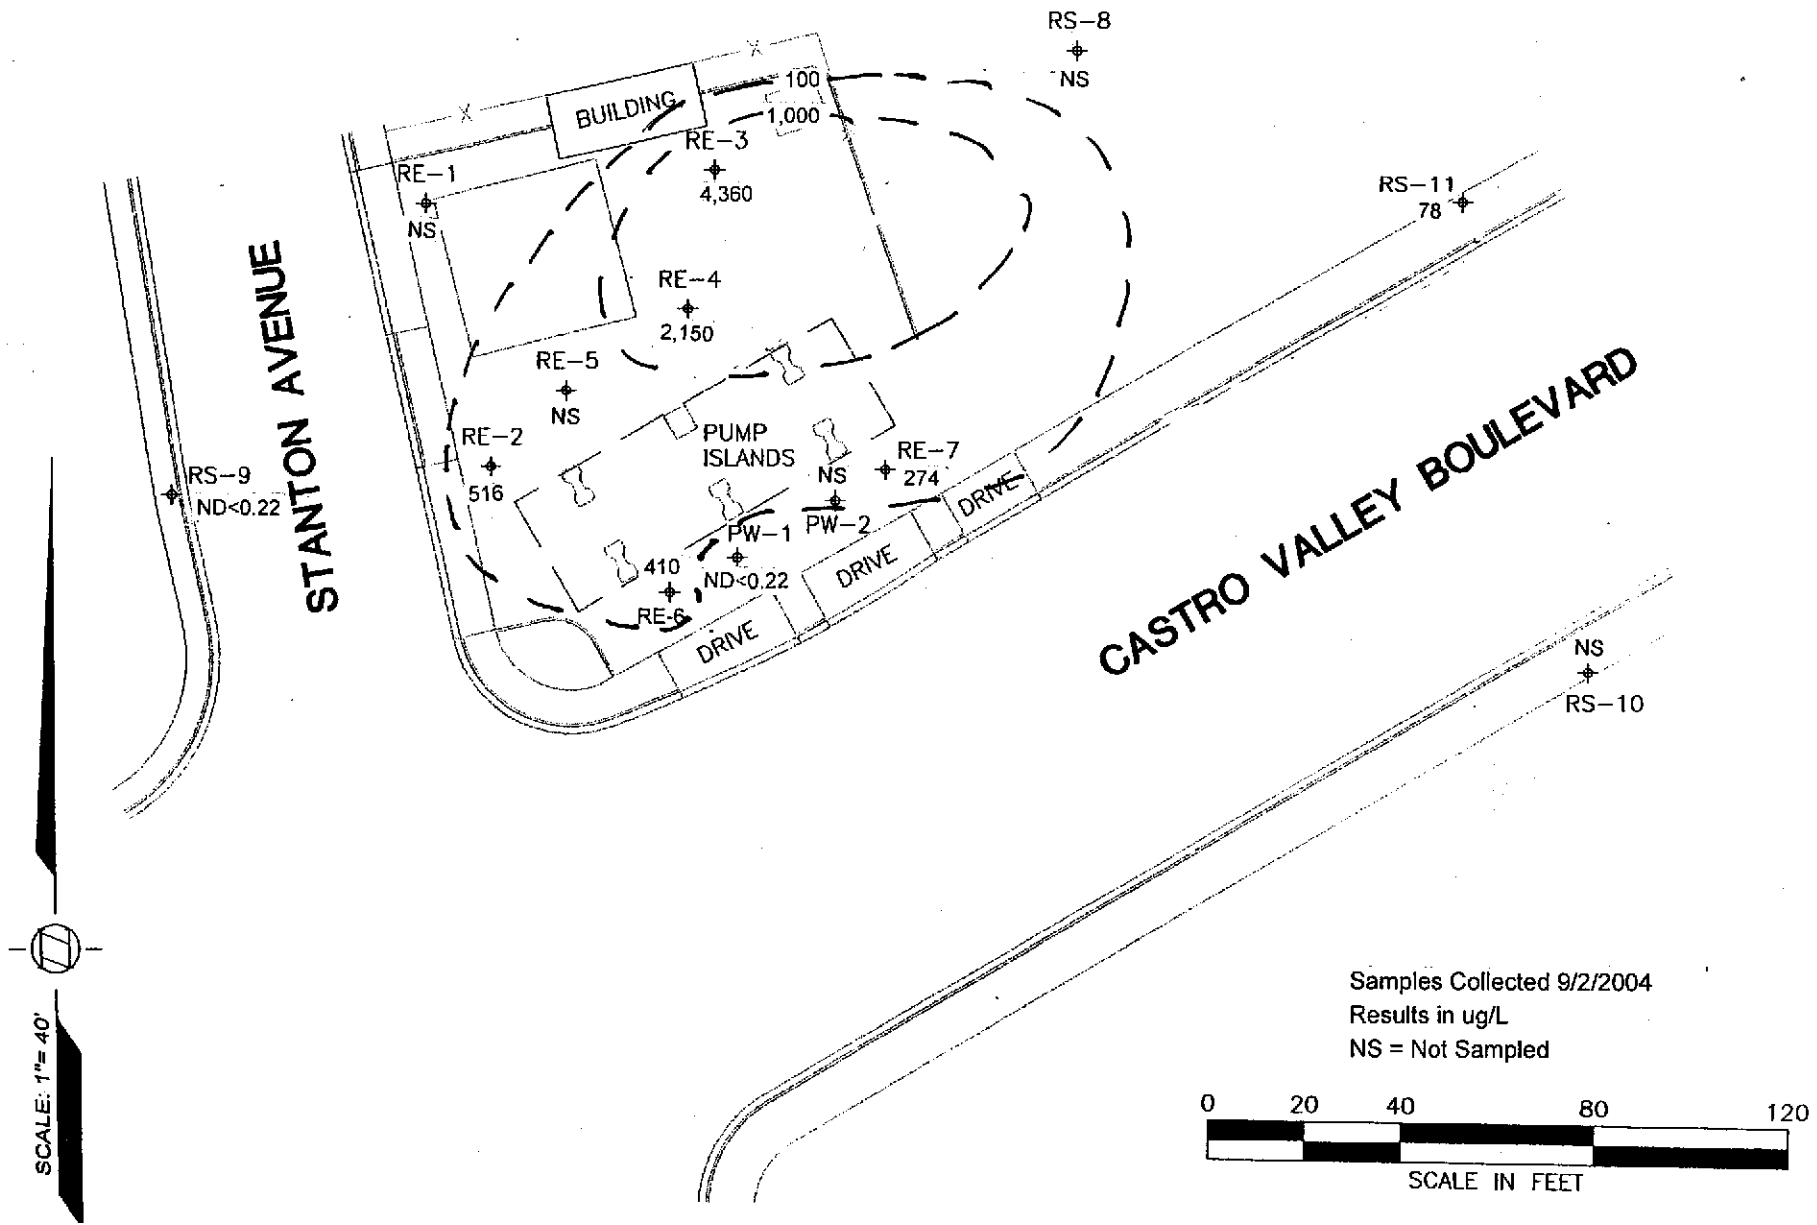 RS-8
NS
X
100
BUILDING
X
1,000
RE-3
4,360
RE-1
NS
RS-11
78
STANTON AVENUE
RE-4
2,150
RE-5
NS
RE-2
516
PUMP
ISLANDS
NS
RE-7
274
RS-9
ND<0.22
DRIVE
PW-1
PW-2
410
ND<0.22
DRIVE
RE-6
DRIVE
CASTRO VALLEY BOULEVARD
NS
RS-10
SCALE: 1"= 40'
Samples Collected 9/2/2004
Results in ug/L
NS = Not Sampled
0 20 40 80 120
SCALE IN FEET